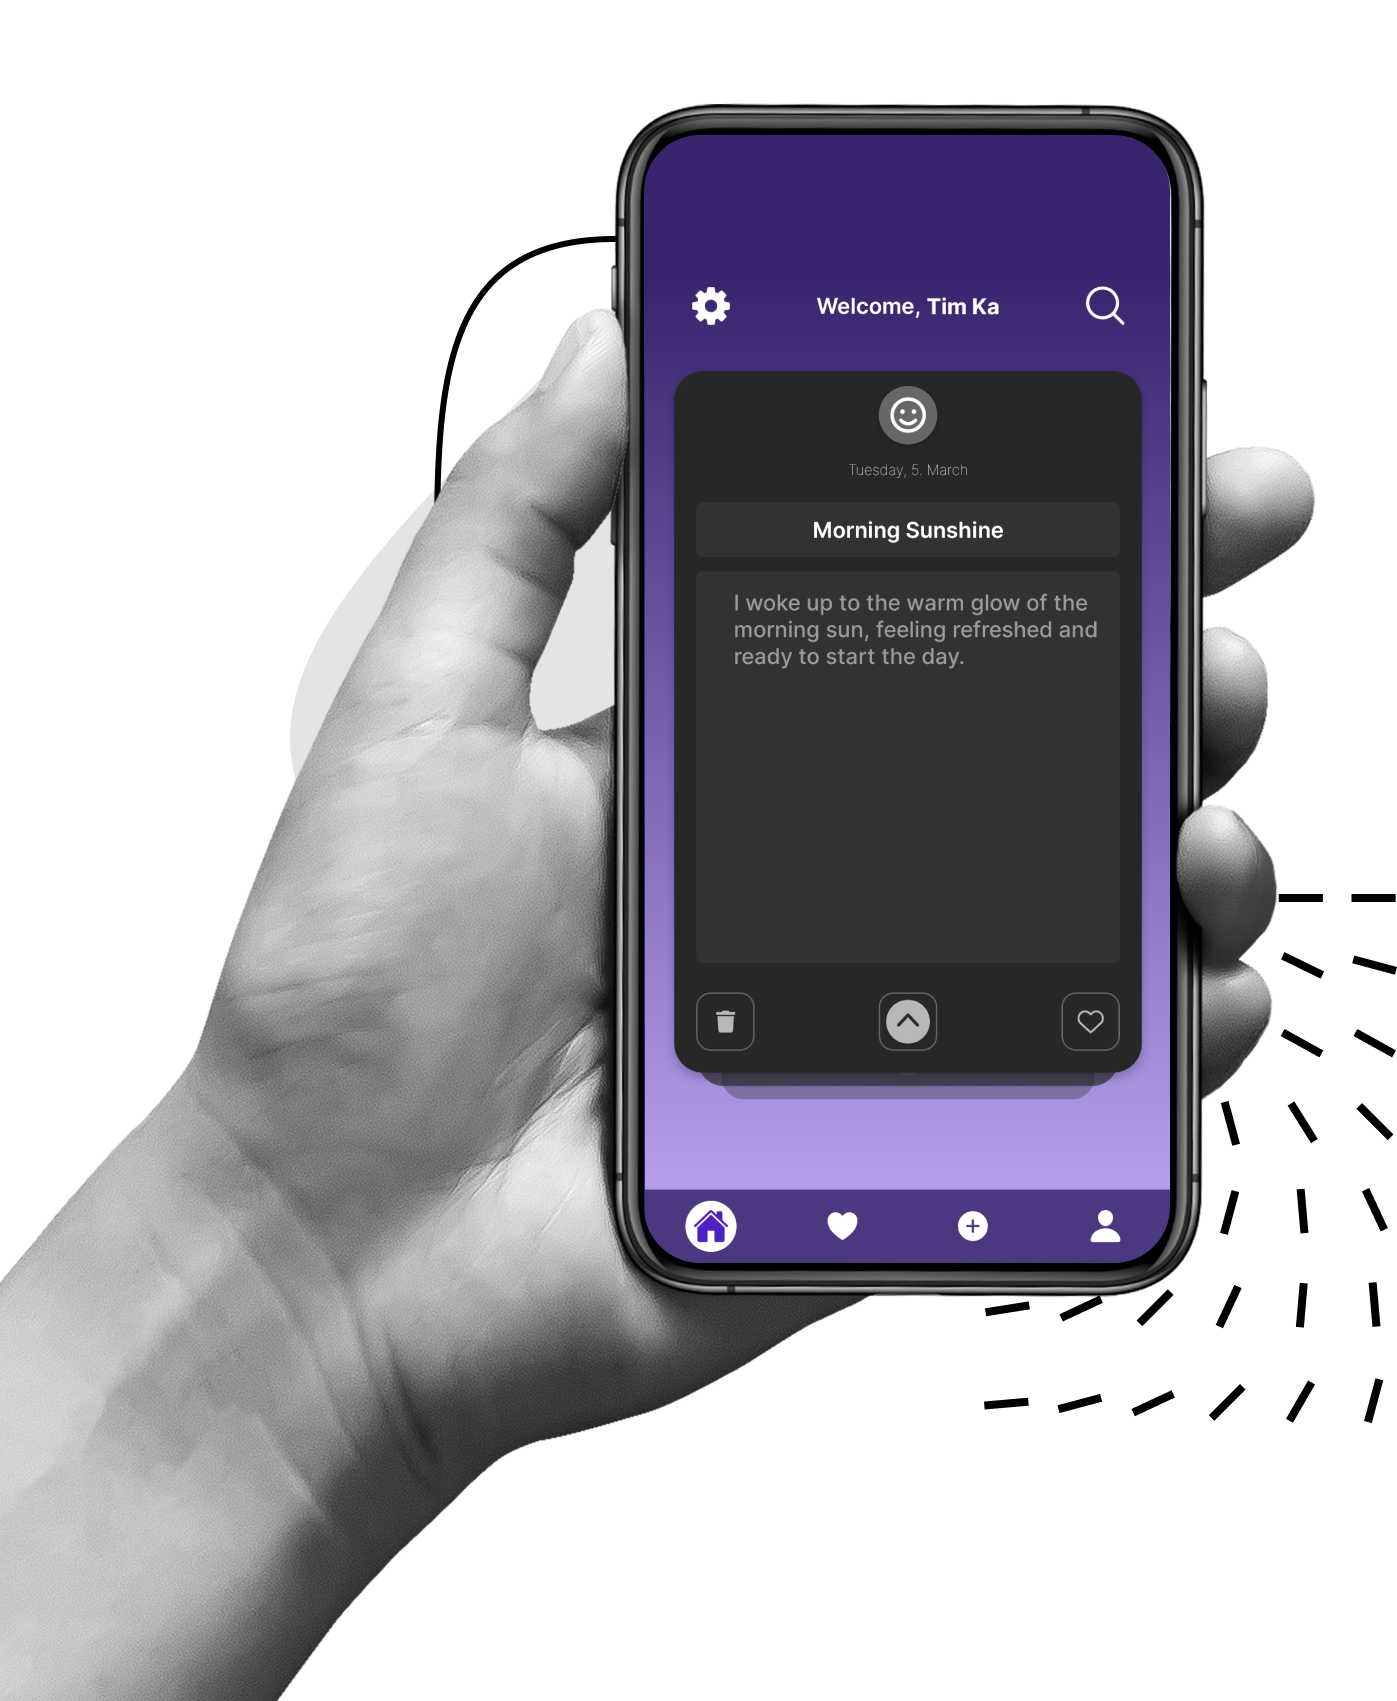 Welcome, Tim Ka
Tuesday, 5. March
Morning Sunshine
I woke up to the warm glow of the
morning sun, feeling refreshed and
ready to start the day.